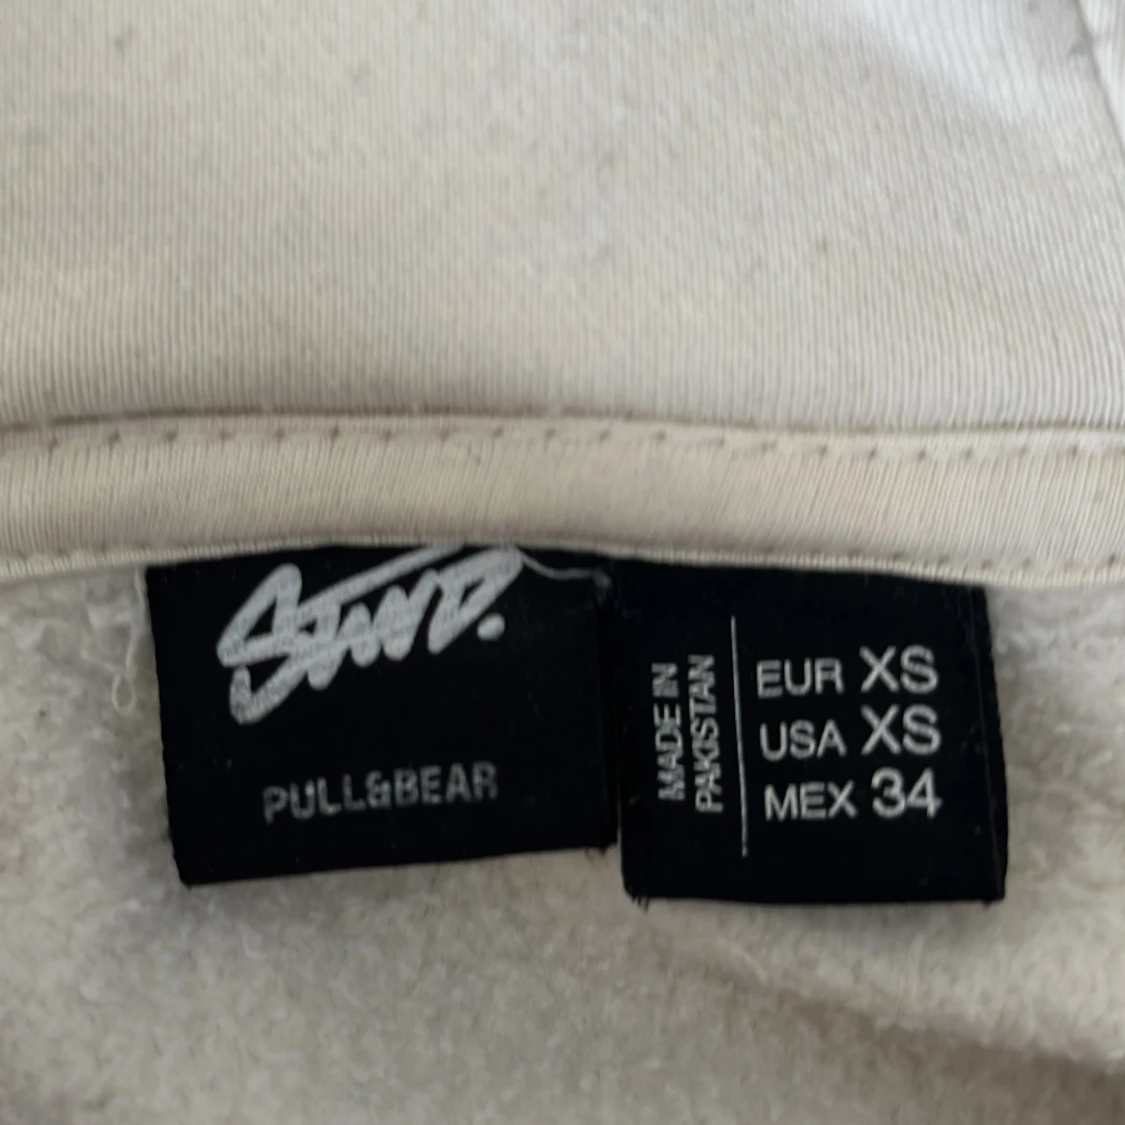 STWD.
PULL&BEAR
MADE IN
PAKISTAN
EUR XS
USA XS
MEX 34